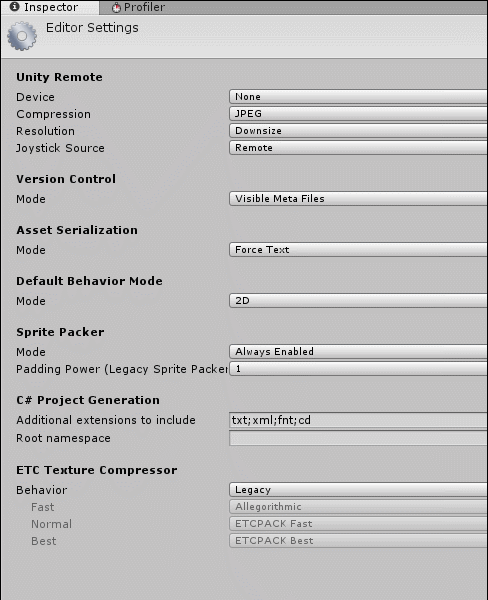 Inspector Profiler
Editor Settings
Unity Remote
Device None
Compression JPEG
Resolution Downsize
Joystick Source Remote
Version Control
Mode Visible Meta Files
Asset Serialization
Mode Force Text
Default Behavior Mode
Mode 2D
Sprite Packer
Mode Always Enabled
Padding Power (Legacy Sprite Packer 1
C# Project Generation
Additional extensions to include txt;xml;fnt;cd
Root namespace
ETC Texture Compressor
Behavior Legacy
Fast Allegorithmic
Normal ETCPACK Fast
Best ETCPACK Best